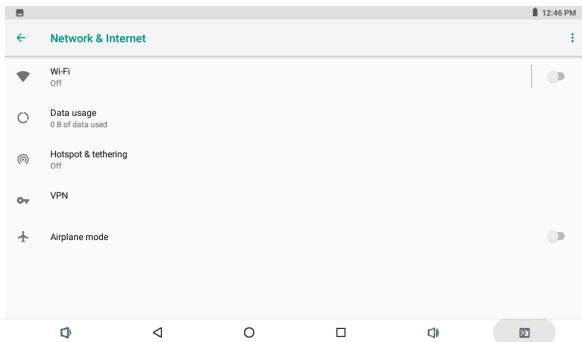 12:46 PM
Network & Internet
Wi-Fi
Off
Data usage
0 B of data used
Hotspot & tethering
Off
VPN
Airplane mode